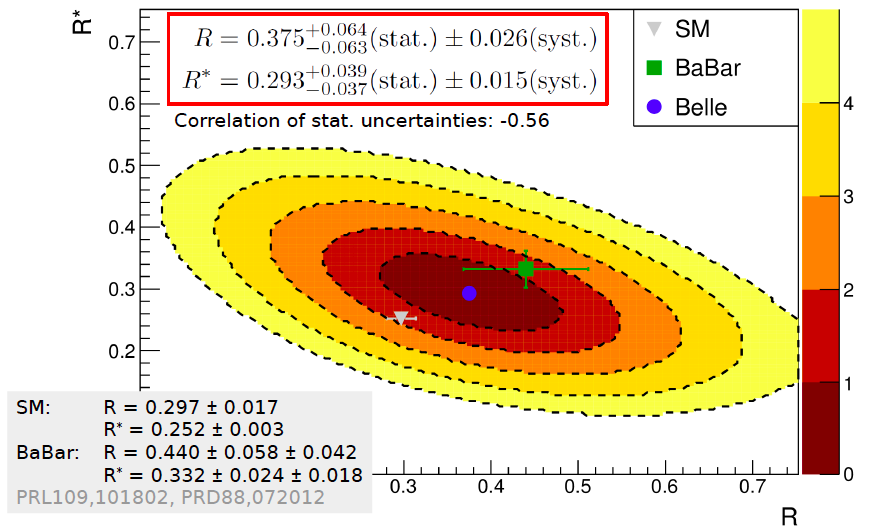 R*
0.7
0.6
0.5
0.4
0.3
0.2
R = 0.375 +0.064 −0.063 (stat.) ± 0.026(syst.)
R* = 0.293 +0.039 −0.037 (stat.) ± 0.015(syst.)
Correlation of stat. uncertainties: -0.56
SM
BaBar
Belle
4
3
2
1
0
SM: R = 0.297 ± 0.017
R* = 0.252 ± 0.003
BaBar: R = 0.440 ± 0.058 ± 0.042
R* = 0.332 ± 0.024 ± 0.018
PRL109,101802, PRD88,072012
0.3 0.4 0.5 0.6 0.7
R